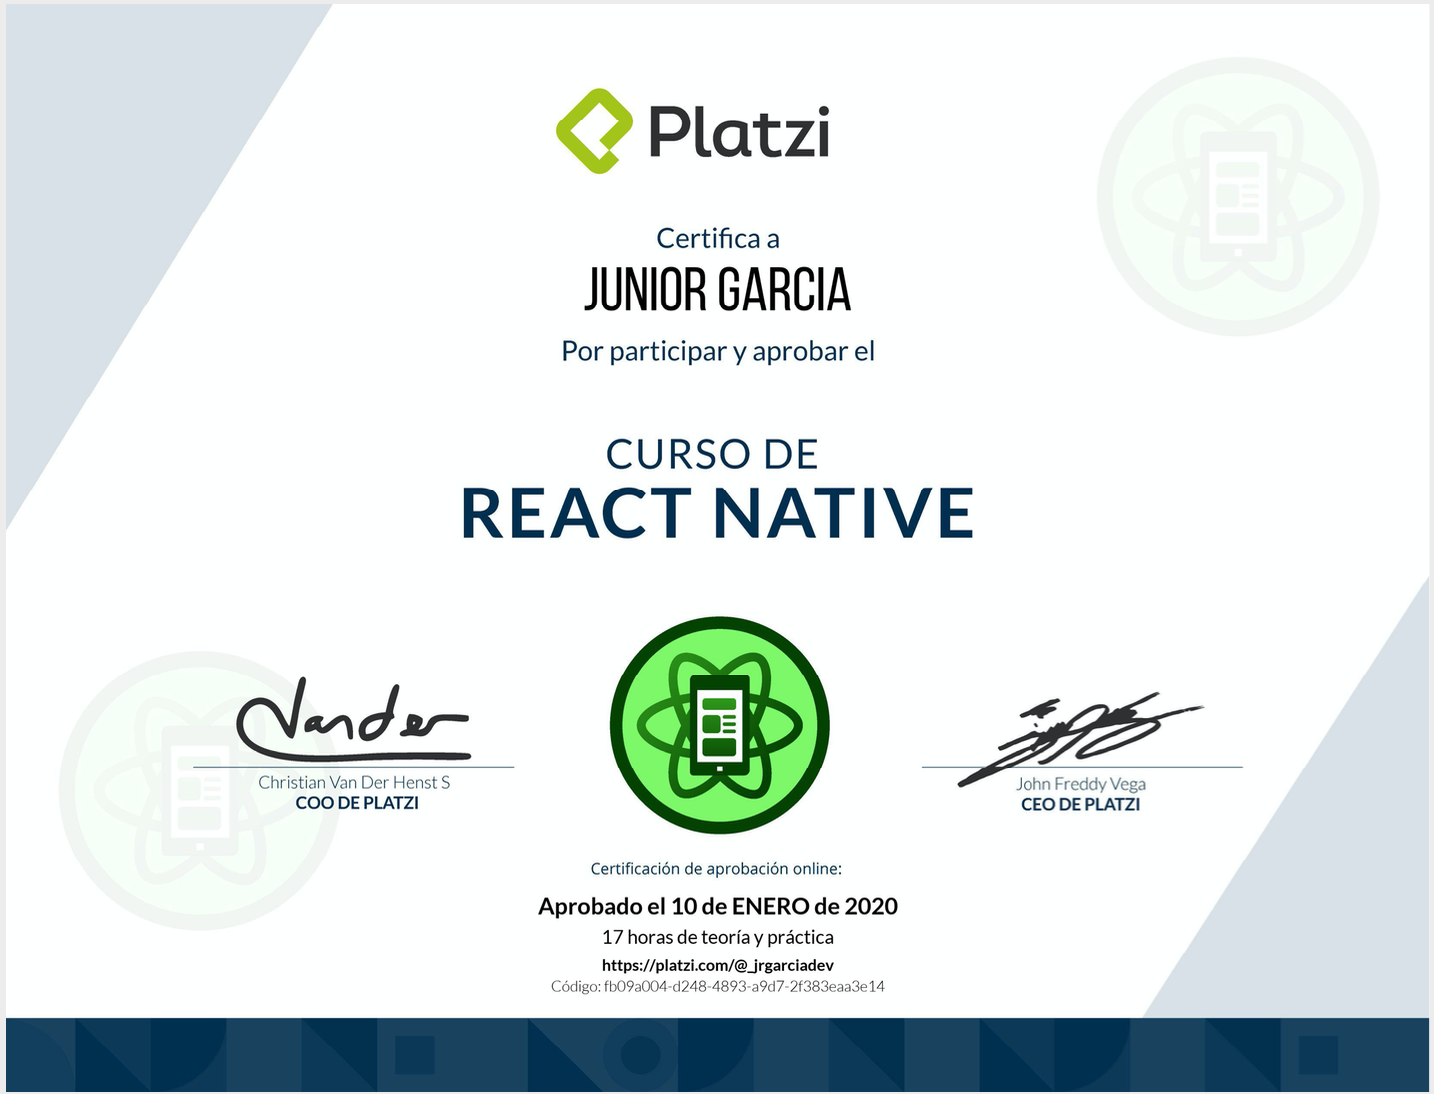 Platzi
Certifica a
JUNIOR GARCIA
Por participar y aprobar el
CURSO DE
REACT NATIVE
Vander
Christian Van Der Henst S
COO DE PLATZI
John Freddy Vega
CEO DE PLATZI
Certificación de aprobación online:
Aprobado el 10 de ENERO de 2020
17 horas de teoría y práctica
https://platzi.com/@_jrgarciadev
Código: fb09a004-d248-4893-a9d7-2f383eaa3e14